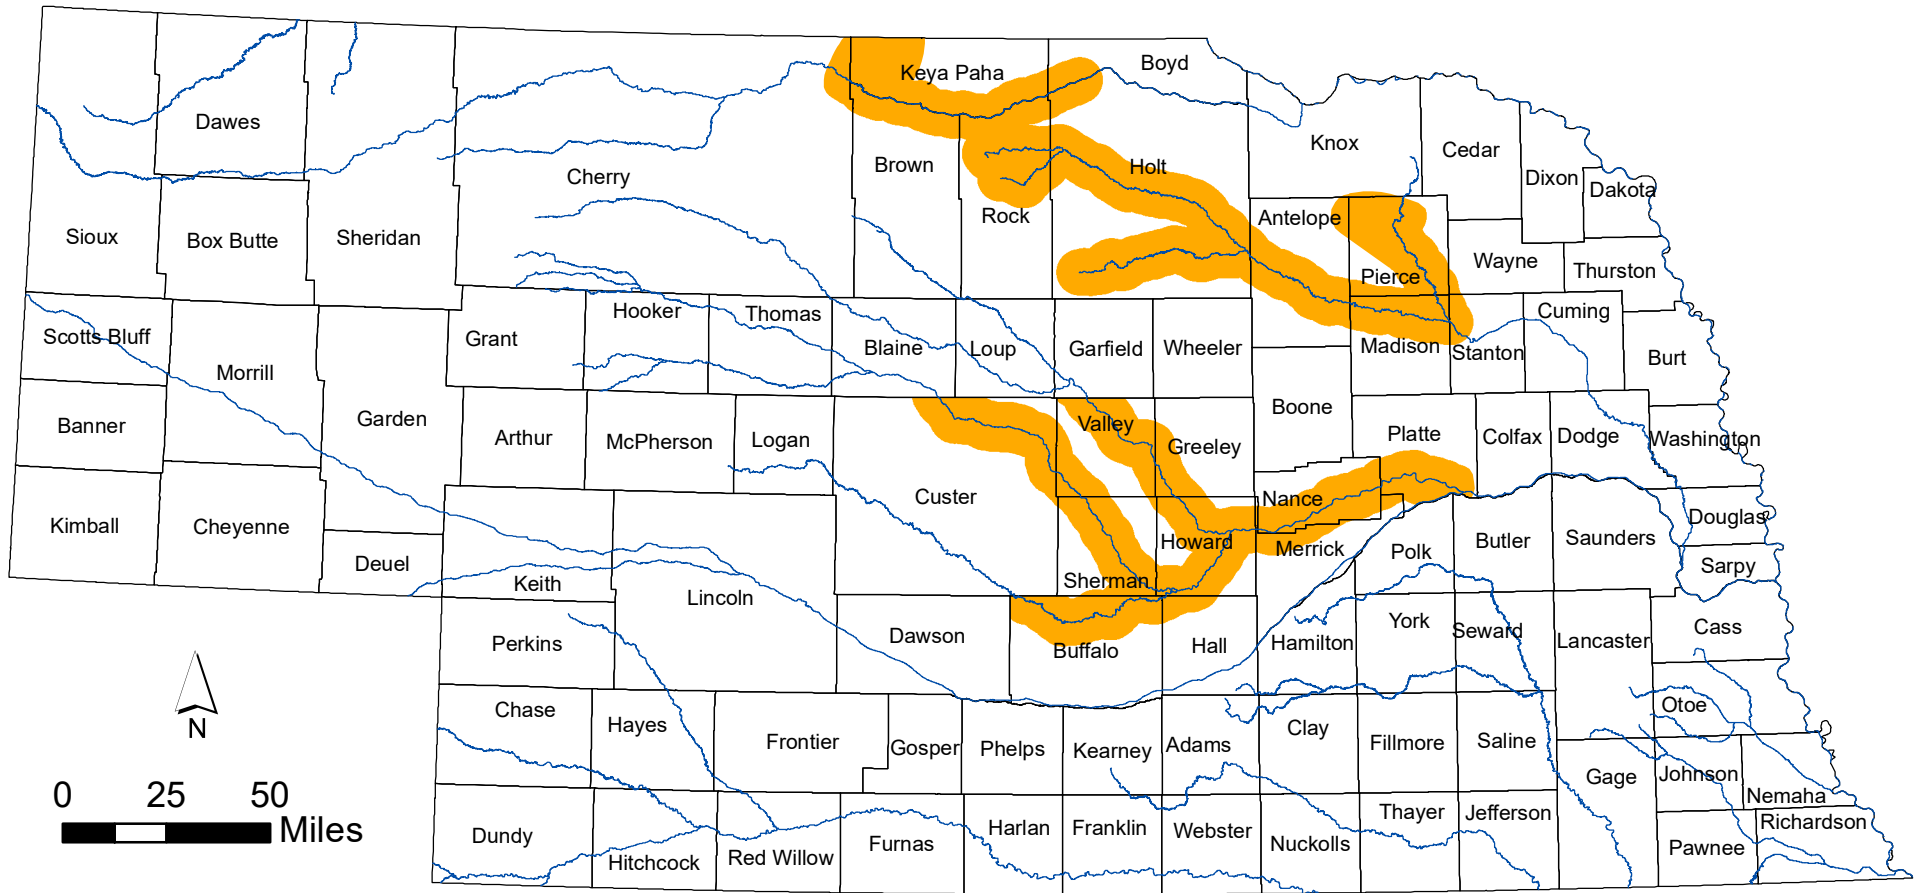 Boyd
Keya Paha
Dawes
Knox
Cedar
Brown
Holt
Cherry
Dixon
Dakota
Rock
Antelope
Sioux
Box Butte
Sheridan
Pierce
Wayne
Thurston
Hooker
Thomas
Cuming
Scotts Bluff
Grant
Blaine
Loup
Garfield
Wheeler
Madison
Stanton
Burt
Morrill
Boone
Garden
Banner
Arthur
McPherson
Logan
Valley
Greeley
Platte
Colfax
Dodge
Washington
Custer
Nance
Kimball
Cheyenne
Douglas
Howard
Merrick
Polk
Butler
Saunders
Deuel
Keith
Sherman
Sarpy
Lincoln
Perkins
Dawson
Buffalo
Hall
Hamilton
York
Seward
Lancaster
Cass
N
Chase
Hayes
Frontier
Gosper
Phelps
Kearney
Adams
Clay
Fillmore
Saline
Otoe
Gage
Johnson
Nemaha
0 25 50
Miles
Dundy
Hitchcock
Red Willow
Furnas
Harlan
Franklin
Webster
Nuckolls
Thayer
Jefferson
Pawnee
Richardson